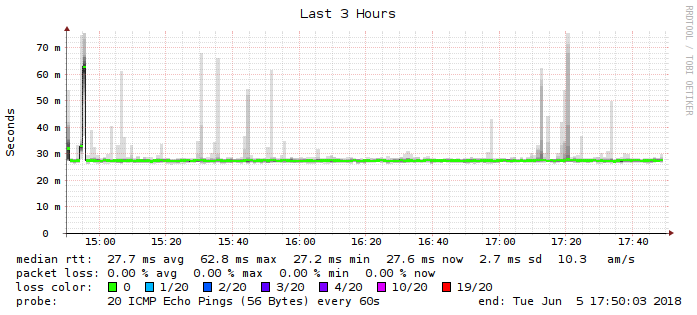 Last 3 Hours
RRDTOOL / TOBI OETIKER
Seconds
70 m
60 m
50 m
40 m
30 m
20 m
10 m
0
15:00 15:20 15:40 16:00 16:20 16:40 17:00 17:20 17:40
median rtt: 27.7 ms avg 62.8 ms max 27.2 ms min 27.6 ms now 2.7 ms sd 10.3 am/s
packet loss: 0.00 % avg 0.00 % max 0.00 % min 0.00 % now
loss color: 0 1/20 2/20 3/20 4/20 10/20 19/20
probe: 20 ICMP Echo Pings (56 Bytes) every 60s end: Tue Jun 5 17:50:03 2018